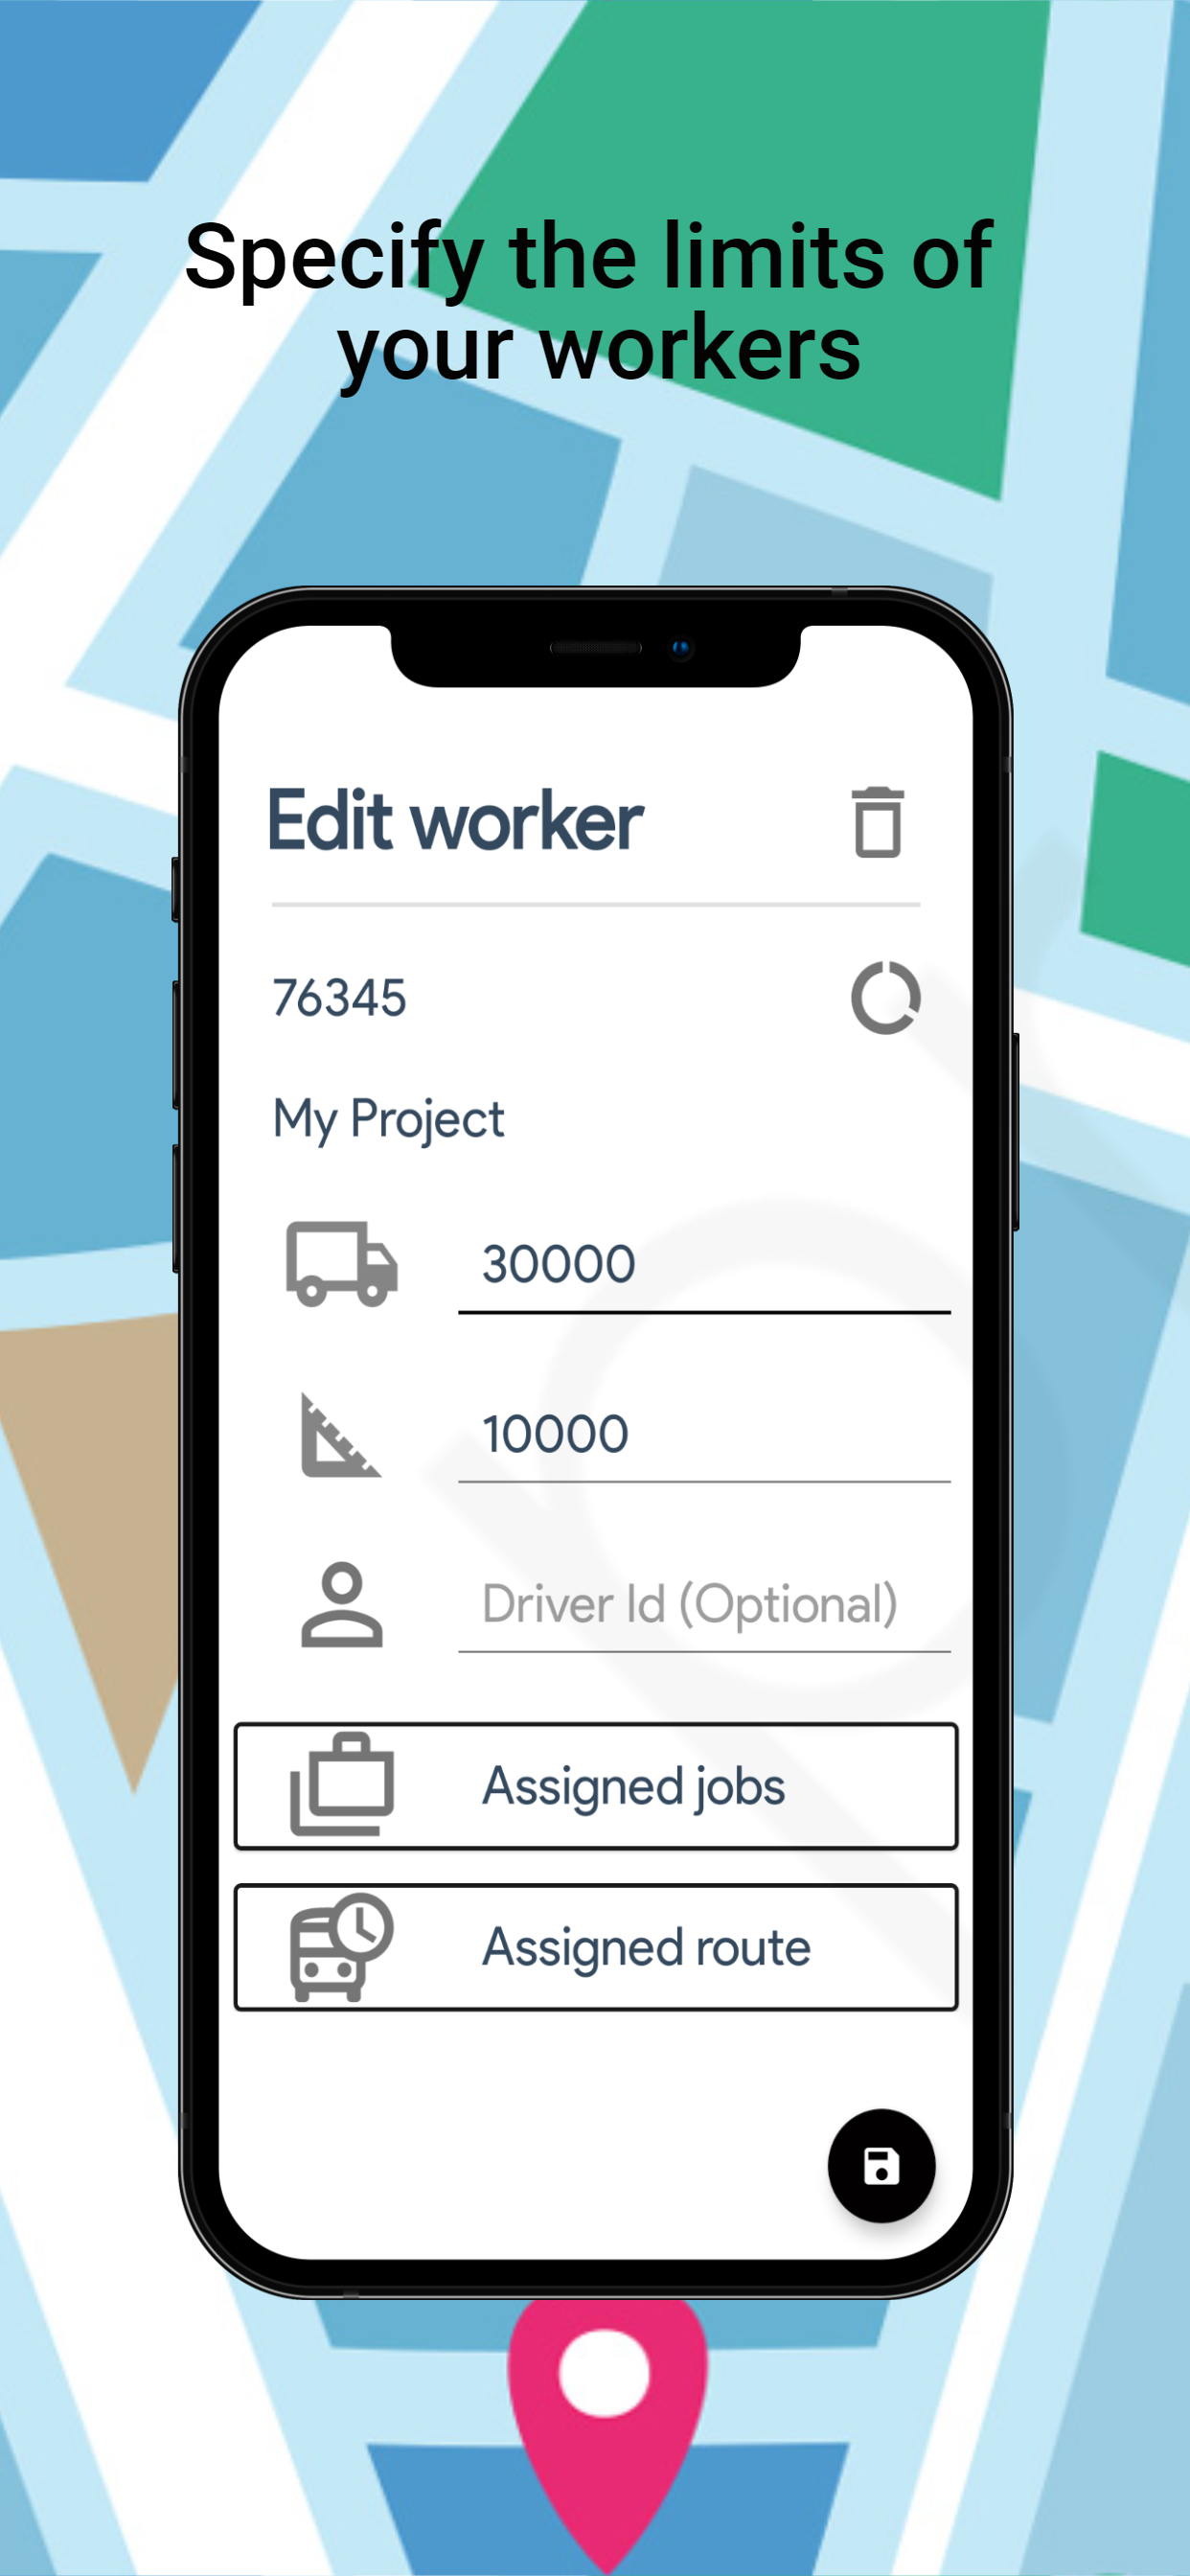 Specify the limits of
your workers
Edit worker
76345
My Project
30000
10000
Driver Id (Optional)
Assigned jobs
Assigned route